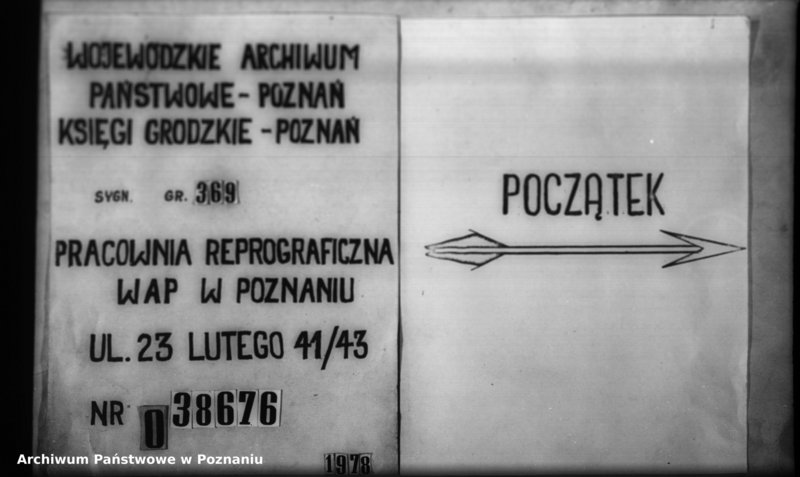 WOJEWÓDZKIE ARCHIWUM
PAŃSTWOWE - POZNAŃ
KSIĘGI GRODZKIE - POZNAŃ
SYGN. GR. 369
PRACOWNIA REPROGRAFICZNA
WAP W POZNANIU
UL. 23 LUTEGO 41/43
NR O 38676
1978
POCZĄTEK
Archiwum Państwowe w Poznaniu